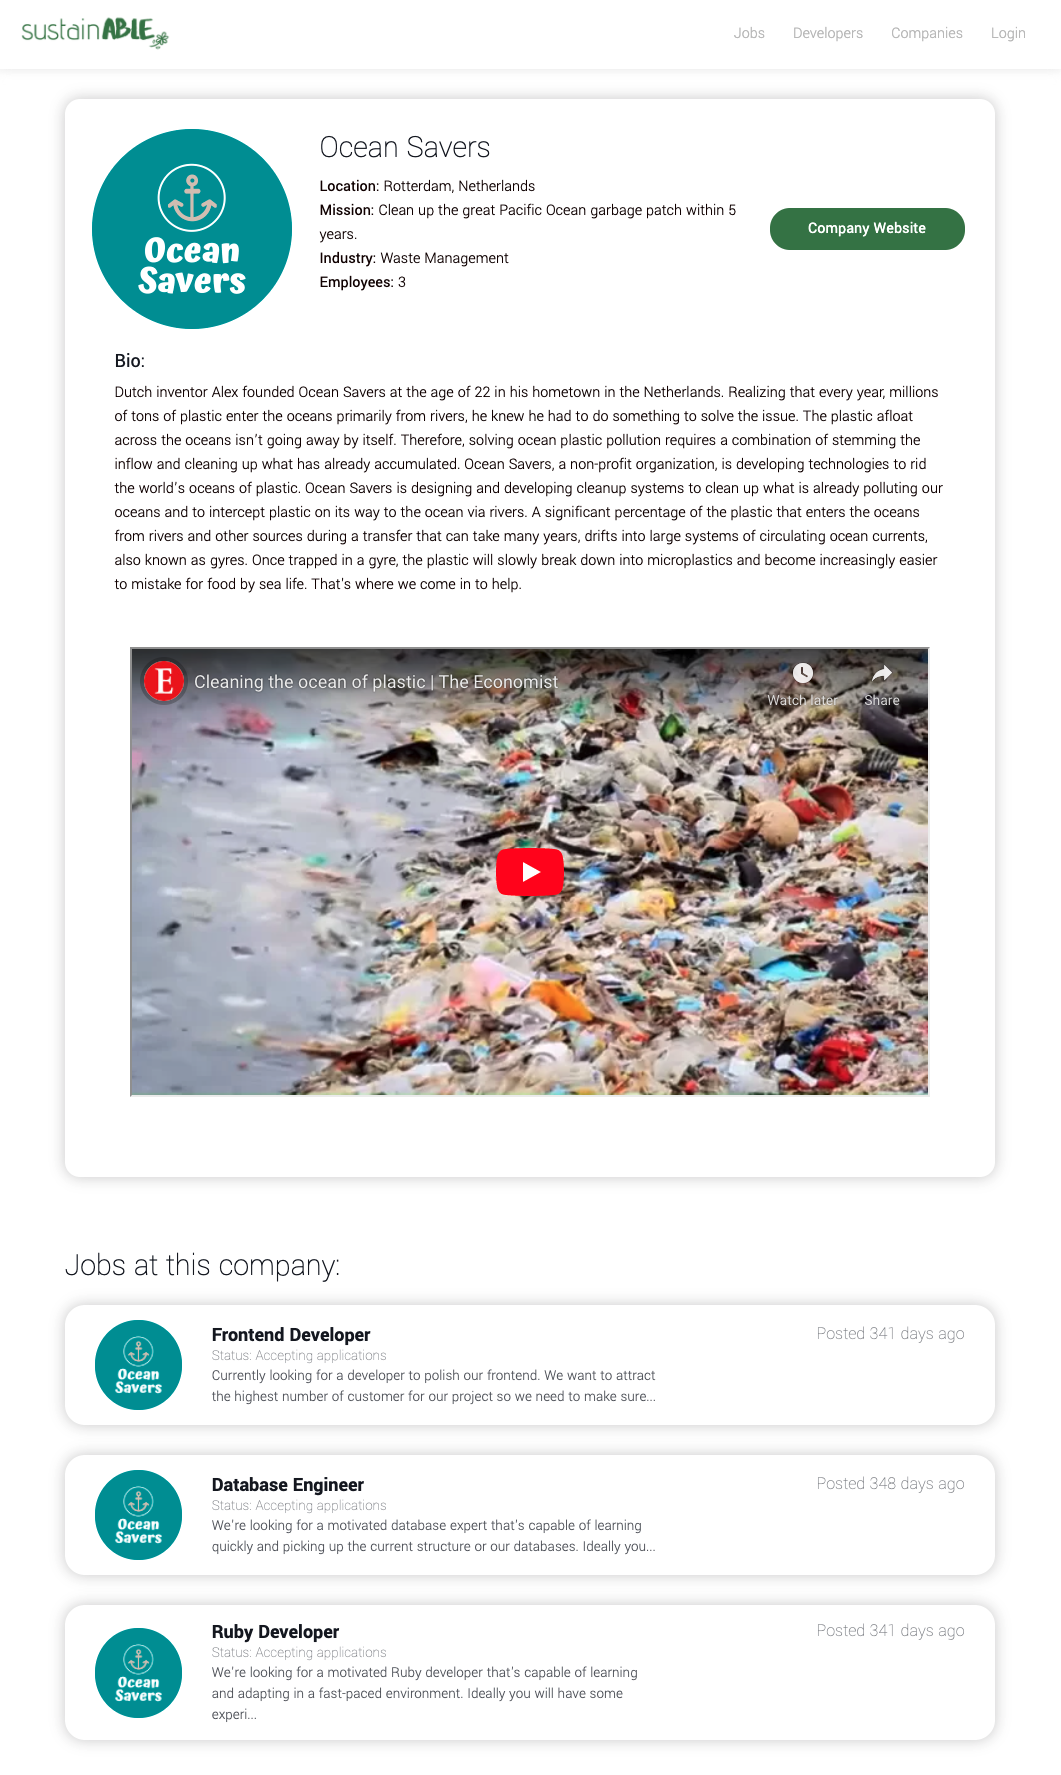 sustainABLE
Jobs Developers Companies Login
Ocean Savers
Ocean Savers
Location: Rotterdam, Netherlands
Mission: Clean up the great Pacific Ocean garbage patch within 5
years.
Industry: Waste Management
Employees: 3
Company Website
Bio:
Dutch inventor Alex founded Ocean Savers at the age of 22 in his hometown in the Netherlands. Realizing that every year, millions
of tons of plastic enter the oceans primarily from rivers, he knew he had to do something to solve the issue. The plastic afloat
across the oceans isn't going away by itself. Therefore, solving ocean plastic pollution requires a combination of stemming the
inflow and cleaning up what has already accumulated. Ocean Savers, a non-profit organization, is developing technologies to rid
the world's oceans of plastic. Ocean Savers is designing and developing cleanup systems to clean up what is already polluting our
oceans and to intercept plastic on its way to the ocean via rivers. A significant percentage of the plastic that enters the oceans
from rivers and other sources during a transfer that can take many years, drifts into large systems of circulating ocean currents,
also known as gyres. Once trapped in a gyre, the plastic will slowly break down into microplastics and become increasingly easier
to mistake for food by sea life. That's where we come in to help.
E Cleaning the ocean of plastic | The Economist
Watch later Share
Jobs at this company:
Ocean
Savers
Frontend Developer
Posted 341 days ago
Status: Accepting applications
Currently looking for a developer to polish our frontend. We want to attract
the highest number of customer for our project so we need to make sure...
Ocean
Savers
Database Engineer
Posted 348 days ago
Status: Accepting applications
We're looking for a motivated database expert that's capable of learning
quickly and picking up the current structure or our databases. Ideally you...
Ocean
Savers
Ruby Developer
Posted 341 days ago
Status: Accepting applications
We're looking for a motivated Ruby developer that's capable of learning
and adapting in a fast-paced environment. Ideally you will have some
experi...